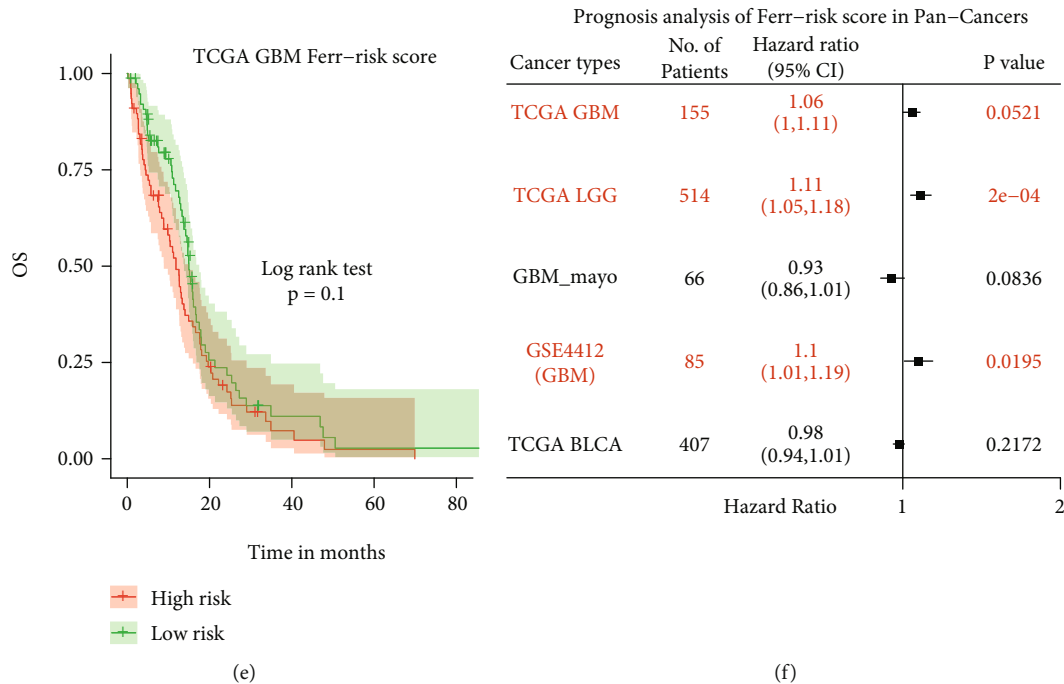 TCGA GBM Ferr−risk score
1.00
0.75
0.50
0.25
0.00
OS
Log rank test
p = 0.1
0 20 40 60 80
Time in months
High risk
Low risk
(e)
Prognosis analysis of Ferr−risk score in Pan−Cancers
Cancer types
No. of
Patients
Hazard ratio
(95% CI)
P value
TCGA GBM 155 1.06
(1,1.11) 0.0521
TCGA LGG 514 1.11
(1.05,1.18) 2e−04
GBM_mayo 66 0.93
(0.86,1.01) 0.0836
GSE4412
(GBM) 85 1.1
(1.01,1.19) 0.0195
TCGA BLCA 407 0.98
(0.94,1.01) 0.2172
Hazard Ratio 1 2
(f)